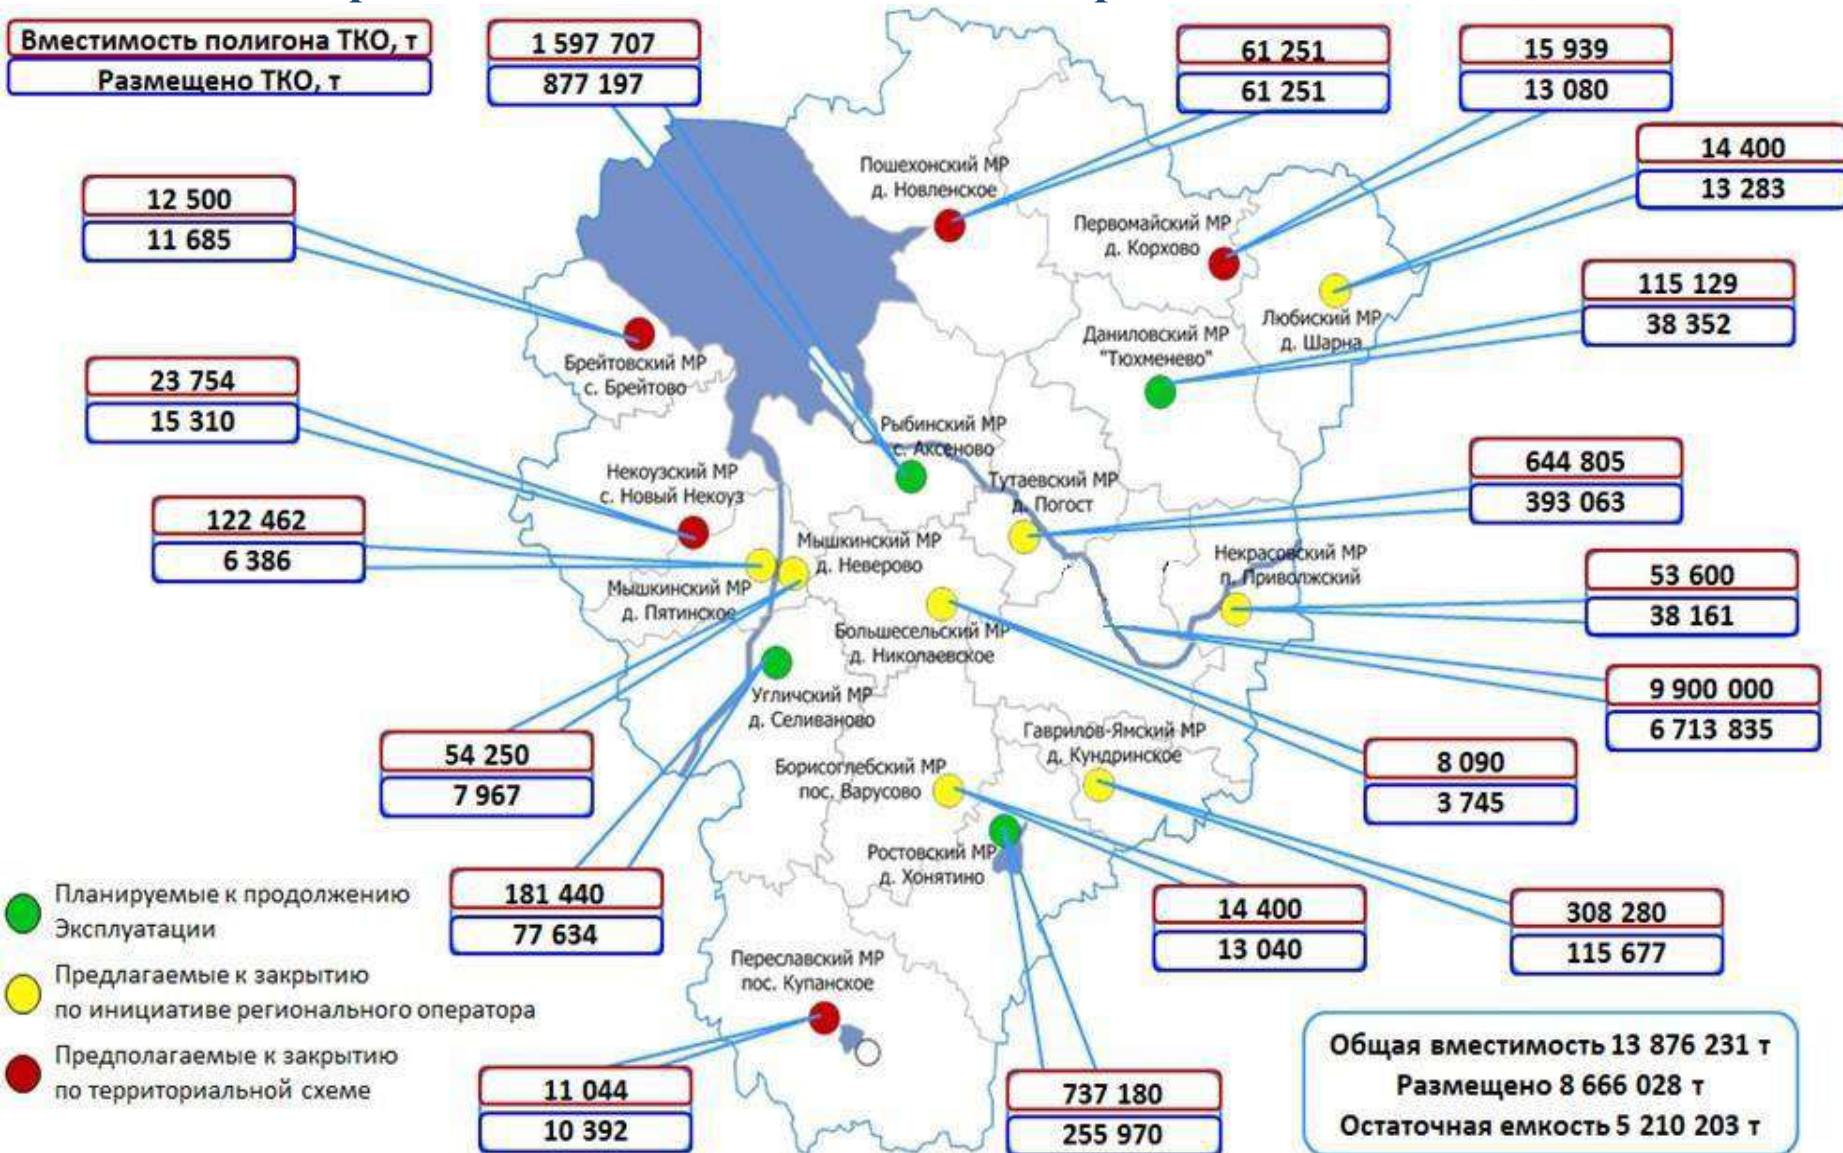 Вместимость полигона ТКО, т
Размещено ТКО, т
1 597 707
877 197
61 251
61 251
15 939
13 080
14 400
13 283
12 500
11 685
Пошехонский МР
д. Новленское
Первомайский МР
д. Корхово
Любиский МР
д. Шарна
115 129
38 352
Даниловский МР
"Тюхменево"
Брейтовский МР
с. Брейтово
23 754
15 310
Рыбинский МР
с. Аксеново
Некоузский МР
с. Новый Некоуз
Тутаевский МР
д. Погост
644 805
393 063
122 462
6 386
Мышкинский МР
д. Неверово
Некрасовский МР
п. Приволжский
53 600
38 161
Мышкинский МР
д. Пятинское
Большесельский МР
д. Николаевское
9 900 000
6 713 835
Угличский МР
д. Селиваново
54 250
7 967
Гаврилов-Ямский МР
д. Кундринское
8 090
3 745
Борисоглебский МР
пос. Варусово
Ростовский МР
д. Хонятино
181 440
77 634
14 400
13 040
308 280
115 677
Планируемые к продолжению
Эксплуатации
Предлагаемые к закрытию
по инициативе регионального оператора
Предполагаемые к закрытию
по территориальной схеме
Переславский МР
пос. Купанское
11 044
10 392
737 180
255 970
Общая вместимость 13 876 231 т
Размещено 8 666 028 т
Остаточная емкость 5 210 203 т